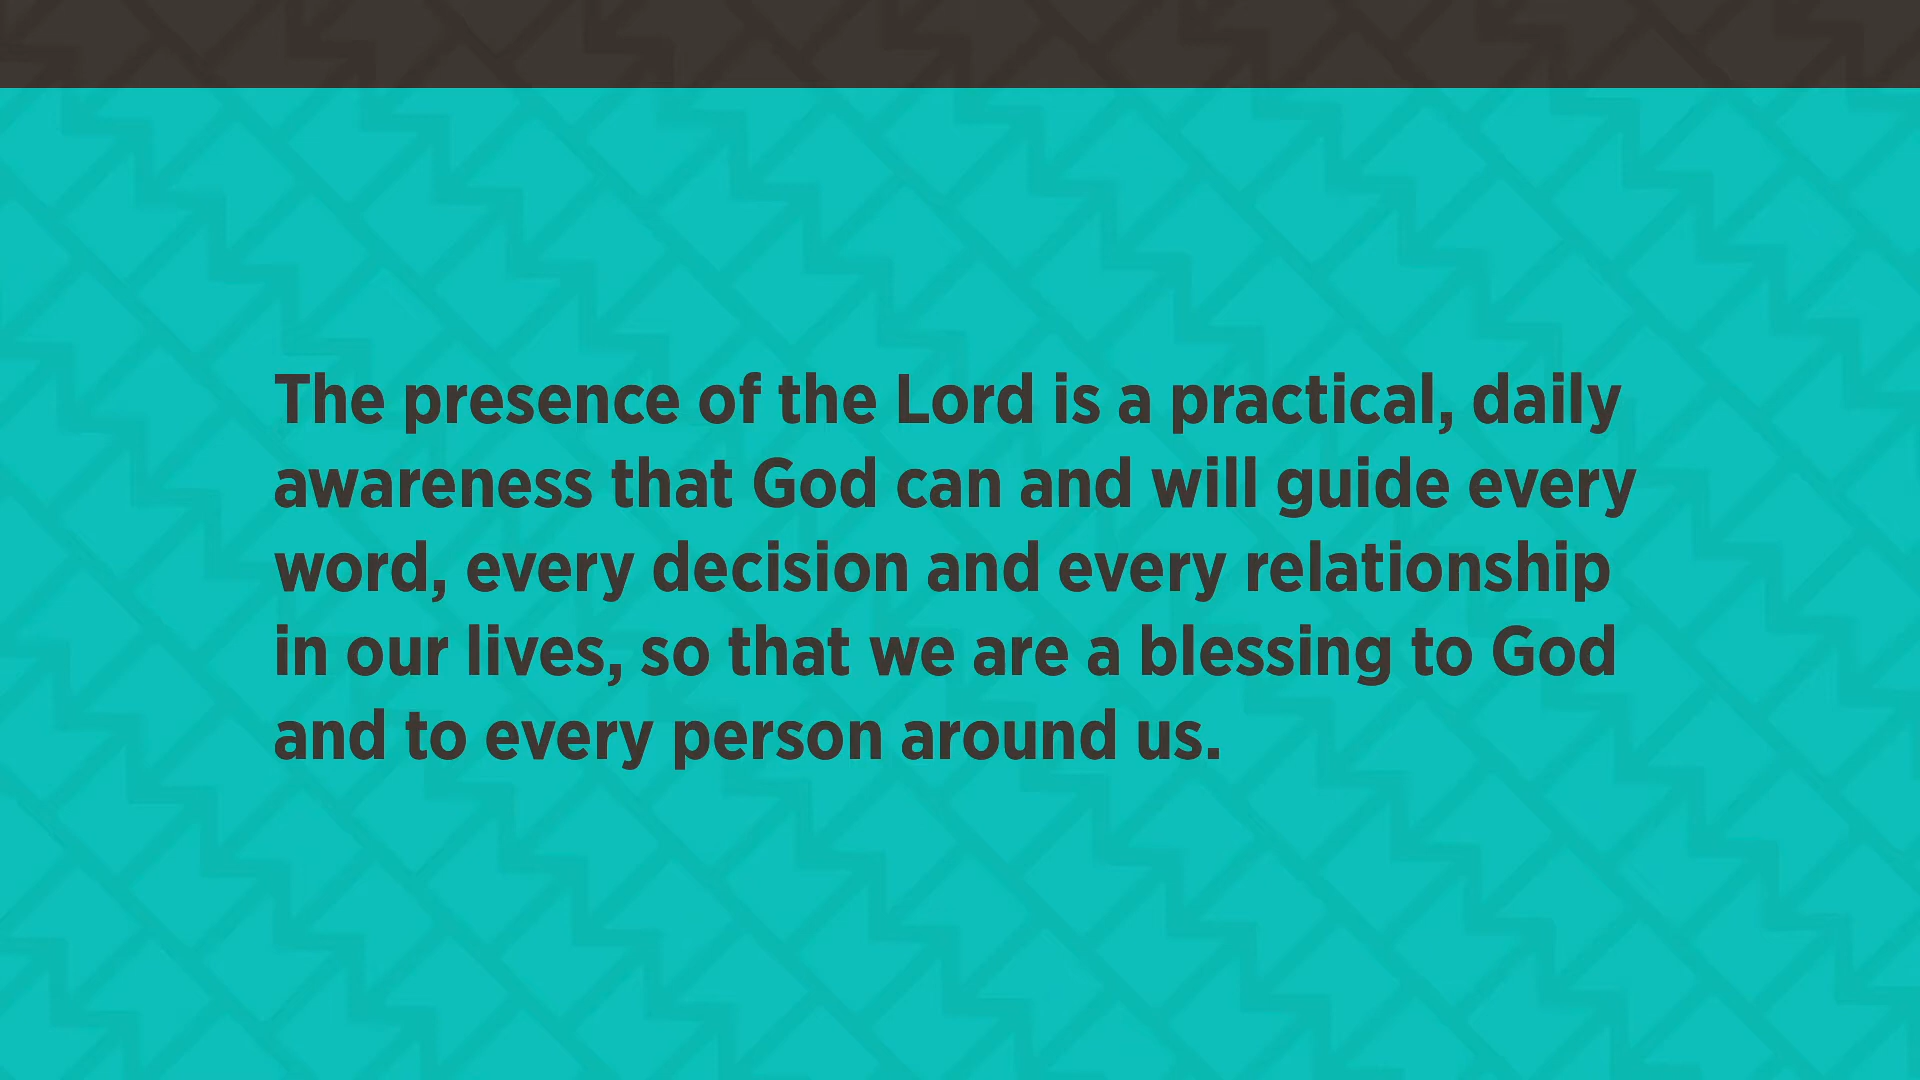 The presence of the Lord is a practical, daily
awareness that God can and will guide every
word, every decision and every relationship
in our lives, so that we are a blessing to God
and to every person around us.